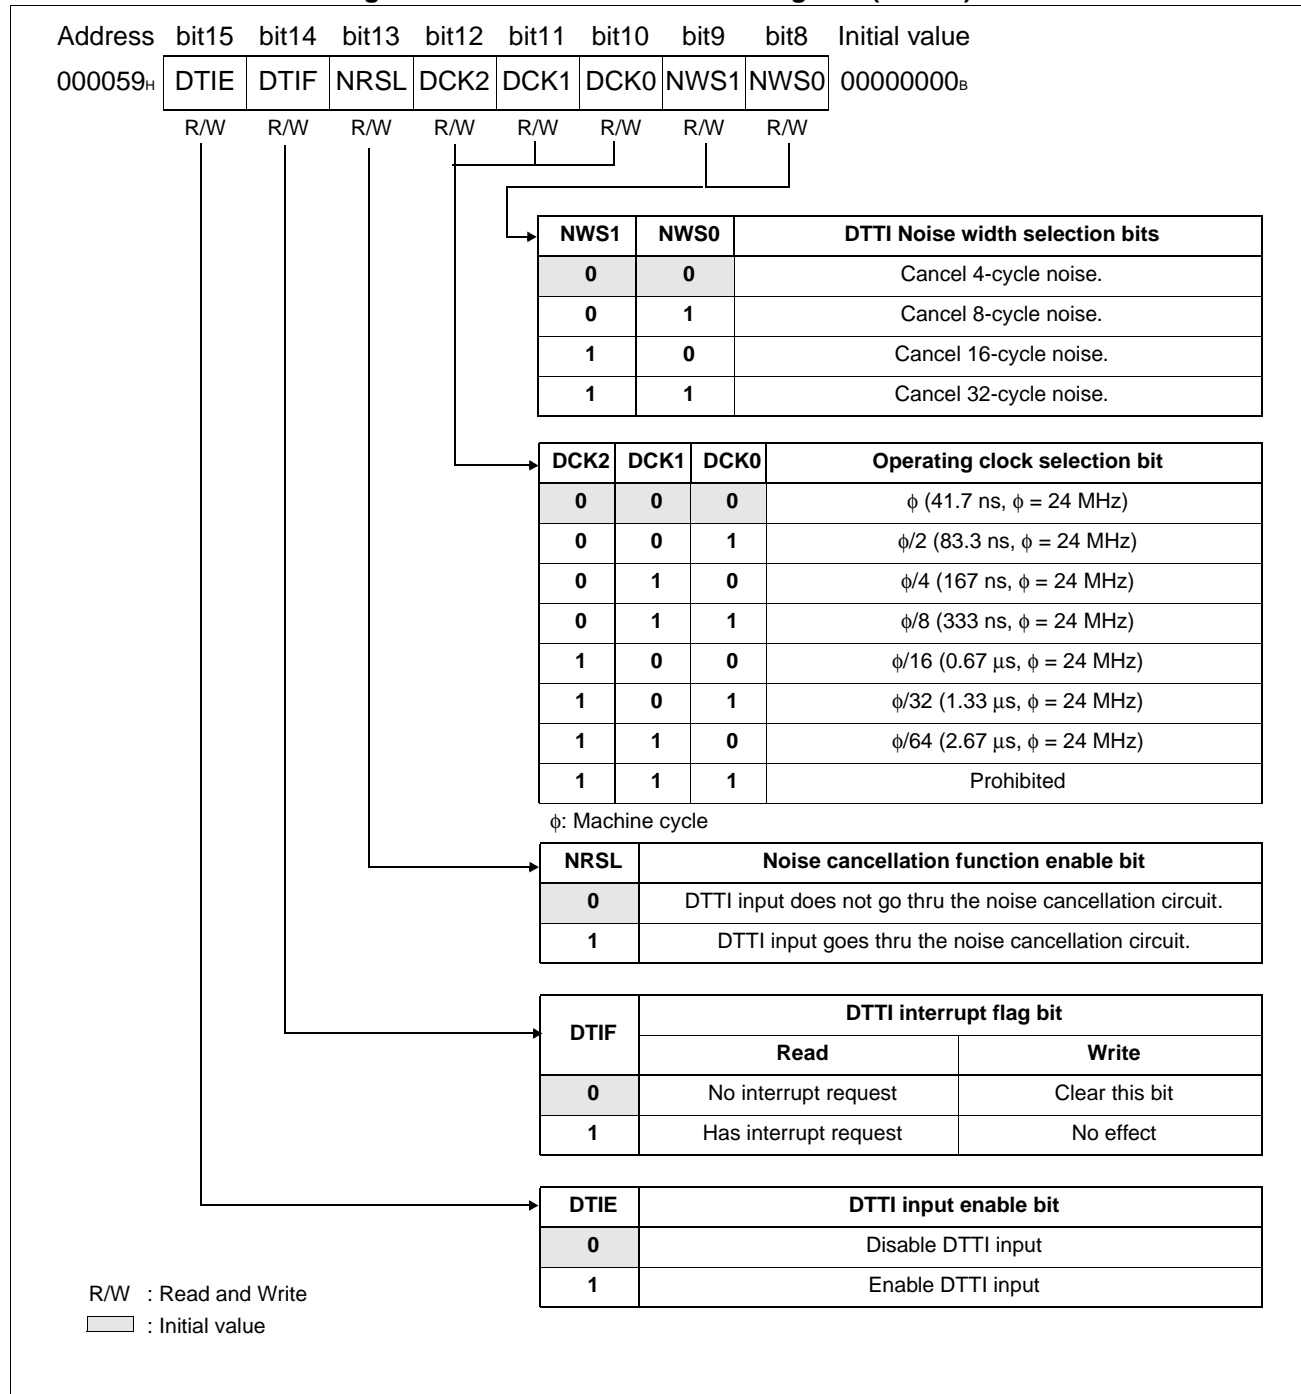 Address bit15 bit14 bit13 bit12 bit11 bit10 bit9 bit8 Initial value
000059H DTIE DTIF NRSL DCK2 DCK1 DCK0 NWS1 NWS0 00000000B
R/W R/W R/W R/W R/W R/W R/W R/W
NWS1 NWS0 DTTI Noise width selection bits
0 0 Cancel 4-cycle noise.
0 1 Cancel 8-cycle noise.
1 0 Cancel 16-cycle noise.
1 1 Cancel 32-cycle noise.
DCK2 DCK1 DCK0 Operating clock selection bit
0 0 0 ϕ (41.7 ns, ϕ = 24 MHz)
0 0 1 ϕ/2 (83.3 ns, ϕ = 24 MHz)
0 1 0 ϕ/4 (167 ns, ϕ = 24 MHz)
0 1 1 ϕ/8 (333 ns, ϕ = 24 MHz)
1 0 0 ϕ/16 (0.67 μs, ϕ = 24 MHz)
1 0 1 ϕ/32 (1.33 μs, ϕ = 24 MHz)
1 1 0 ϕ/64 (2.67 μs, ϕ = 24 MHz)
1 1 1 Prohibited
ϕ: Machine cycle
NRSL Noise cancellation function enable bit
0 DTTI input does not go thru the noise cancellation circuit.
1 DTTI input goes thru the noise cancellation circuit.
DTIF DTTI interrupt flag bit
Read Write
0 No interrupt request Clear this bit
1 Has interrupt request No effect
DTIE DTTI input enable bit
0 Disable DTTI input
1 Enable DTTI input
R/W : Read and Write
: Initial value